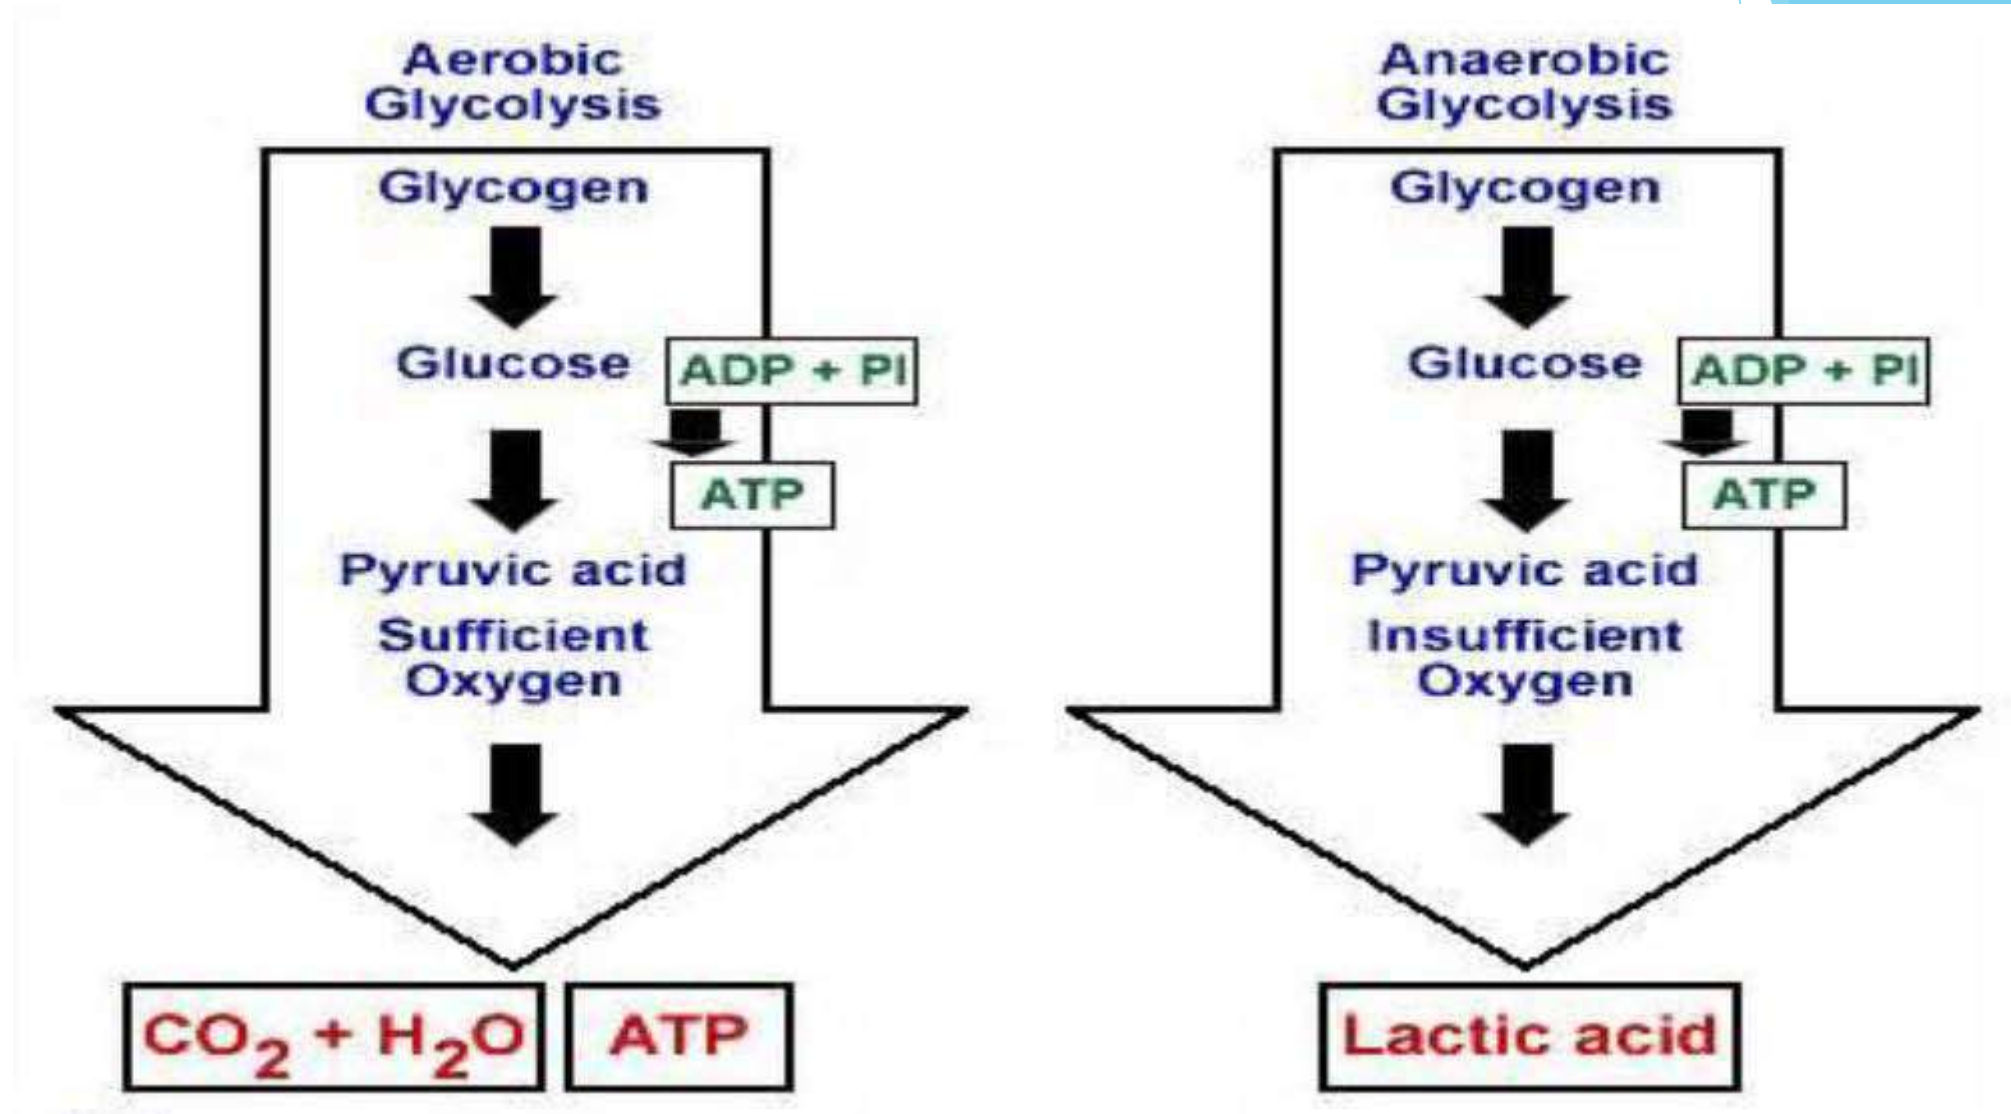 Aerobic
Glycolysis
Glycogen
Glucose
ADP + PI
ATP
Pyruvic acid
Sufficient
Oxygen
CO₂ + H₂O
ATP
Anaerobic
Glycolysis
Glycogen
Glucose
ADP + PI
ATP
Pyruvic acid
Insufficient
Oxygen
Lactic acid